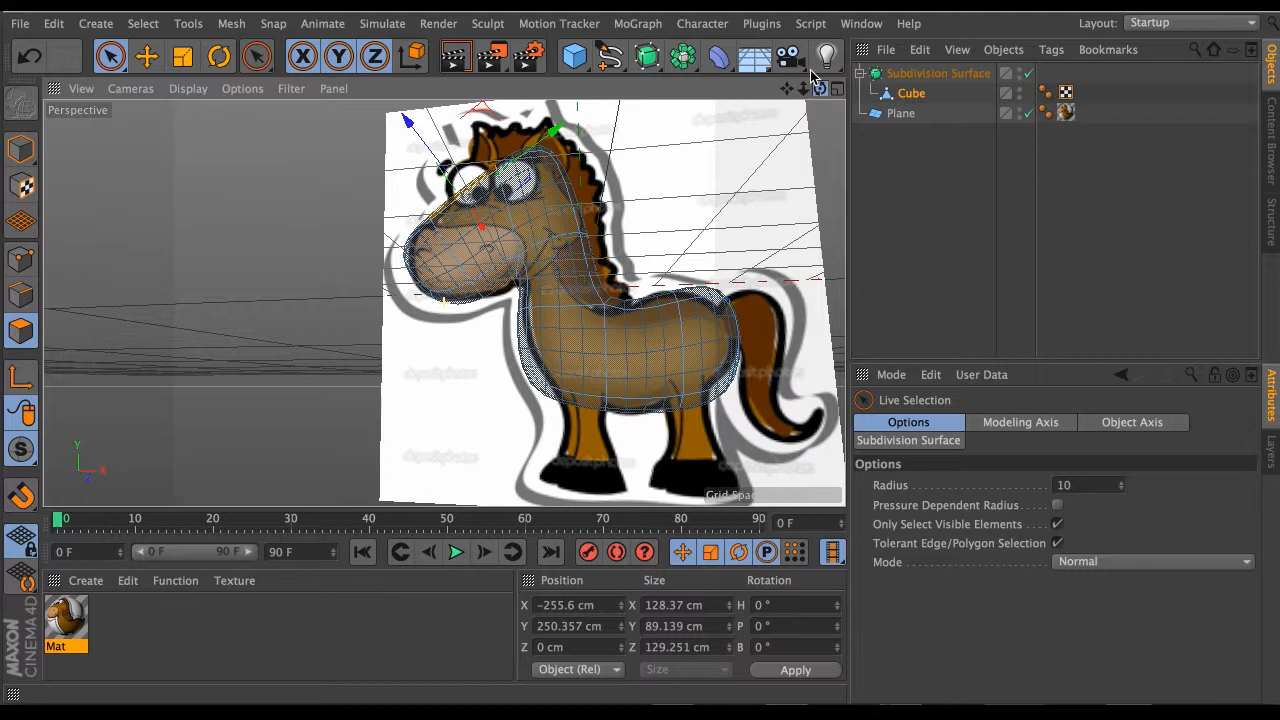 File Edit Create Select Tools Mesh Snap Animate Simulate Render Sculpt Motion Tracker MoGraph Character Plugins Script Window Help Layout: Startup
X Y Z
File Edit View Objects Tags Bookmarks
Subdivision Surface
Cube
Plane
Objects
Content Browser
Structure
View Cameras Display Options Filter Panel
Perspective
depositphotos
depositphotos
depositphotos
Grid Spac
Y
X
Z
Mode Edit User Data
Live Selection
Options Modeling Axis Object Axis
Subdivision Surface
Options
Radius 10
Pressure Dependent Radius
Only Select Visible Elements
Tolerant Edge/Polygon Selection
Mode Normal
Attributes
Layers
0 10 20 30 40 50 60 70 80 90 0 F
0 F 0 F 90 F 90 F
Create Edit Function Texture
Mat
Position Size Rotation
X -255.6 cm X 128.37 cm H 0 °
Y 250.357 cm Y 89.139 cm P 0 °
Z 0 cm Z 129.251 cm B 0 °
Object (Rel) Size Apply
MAXON
CINEMA 4D